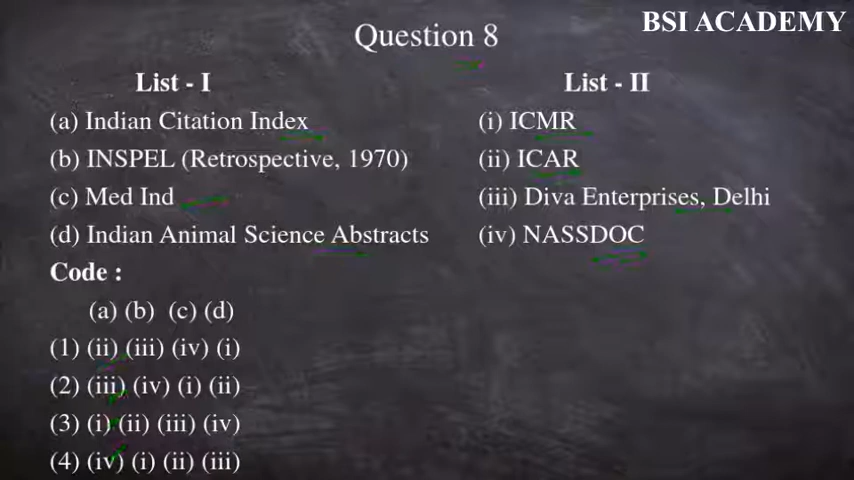 BSI ACADEMY
Question 8
List - I
List - II
(a) Indian Citation Index
(i) ICMR
(b) INSPEL (Retrospective, 1970)
(ii) ICAR
(c) Med Ind
(iii) Diva Enterprises, Delhi
(d) Indian Animal Science Abstracts
(iv) NASSDOC
Code :
(a) (b) (c) (d)
(1) (ii) (iii) (iv) (i)
(2) (iii) (iv) (i) (ii)
(3) (i) (ii) (iii) (iv)
(4) (iv) (i) (ii) (iii)